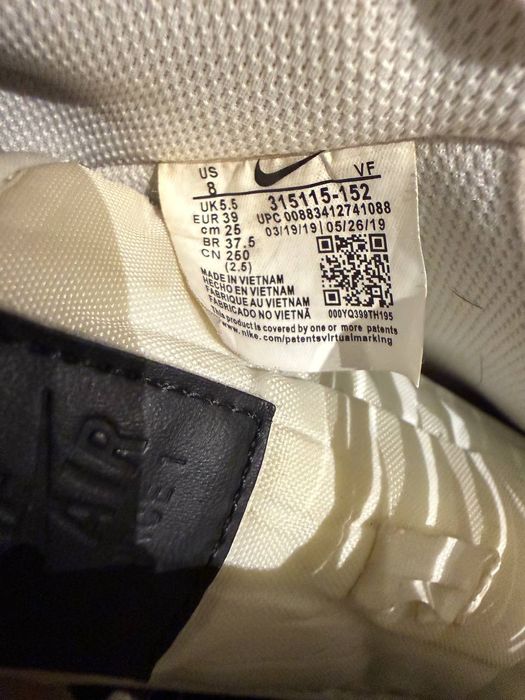 US VF
8 315115-152
UK 5.5 UPC 00883412741088
EUR 39 03/19/19 | 05/26/19
cm 25
BR 37.5
CN 250
(2.5)
MADE IN VIETNAM
HECHO EN VIETNAM
FABRIQUE AU VIETNAM
FABRICADO NO VIETNÃ 000YQ399TH195
This product is covered by one or more patents
www.nike.com/patentsvirtualmarking
AIR